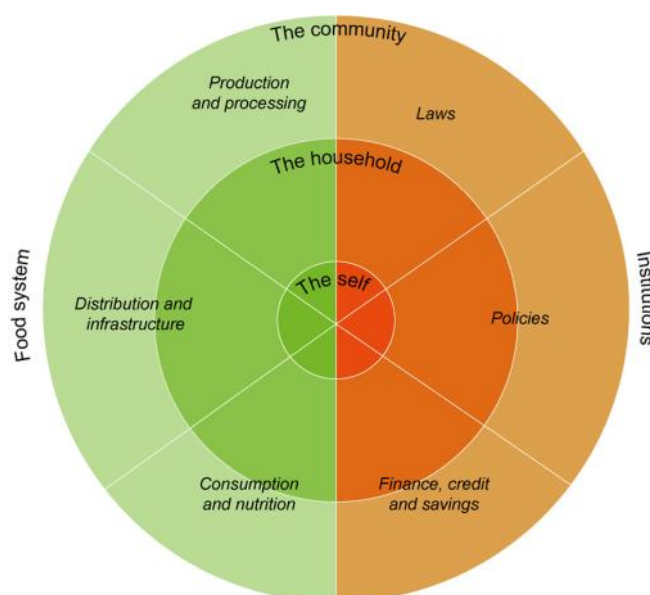 The community
Production
and processing
Laws
The household
The self
Food system
Institutions
Distribution and
infrastructure
Policies
Consumption
and nutrition
Finance, credit
and savings